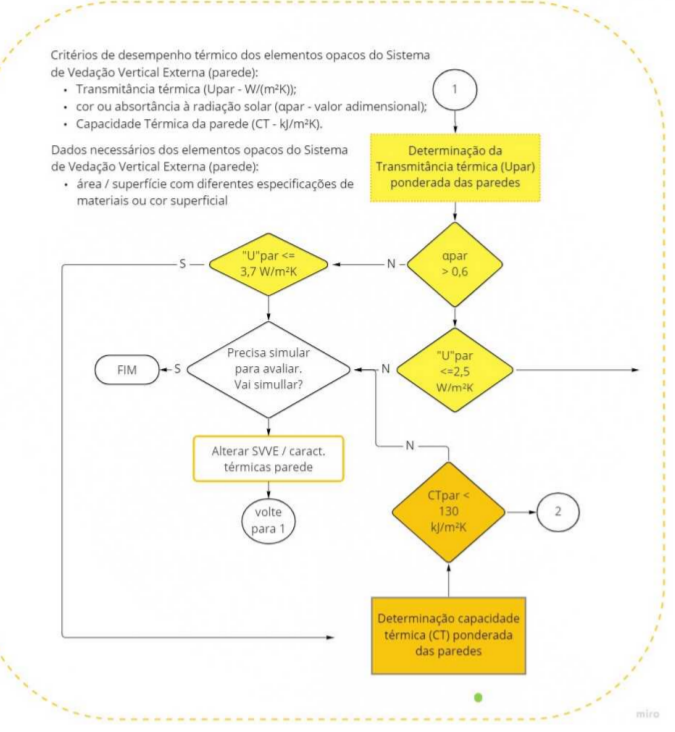 Critérios de desempenho térmico dos elementos opacos do Sistema
de Vedação Vertical Externa (parede):
• Transmitância térmica (Upar - W/(m²K));
• cor ou absortância à radiação solar (αpar - valor adimensional);
• Capacidade Térmica da parede (CT - kJ/m²K).
Dados necessários dos elementos opacos do Sistema
de Vedação Vertical Externa (parede):
• área / superfície com diferentes especificações de
materiais ou cor superficial
1
Determinação da
Transmitância térmica (Upar)
ponderada das paredes
αpar
> 0,6
N
"U"par <=
3,7 W/m²K
S
"U"par
<=2,5
W/m²K
N
Precisa simular
para avaliar.
Vai simullar?
S
FIM
Alterar SVVE / caract.
térmicas parede
volte
para 1
N
CTpar <
130
kJ/m²K
2
Determinação capacidade
térmica (CT) ponderada
das paredes
miro